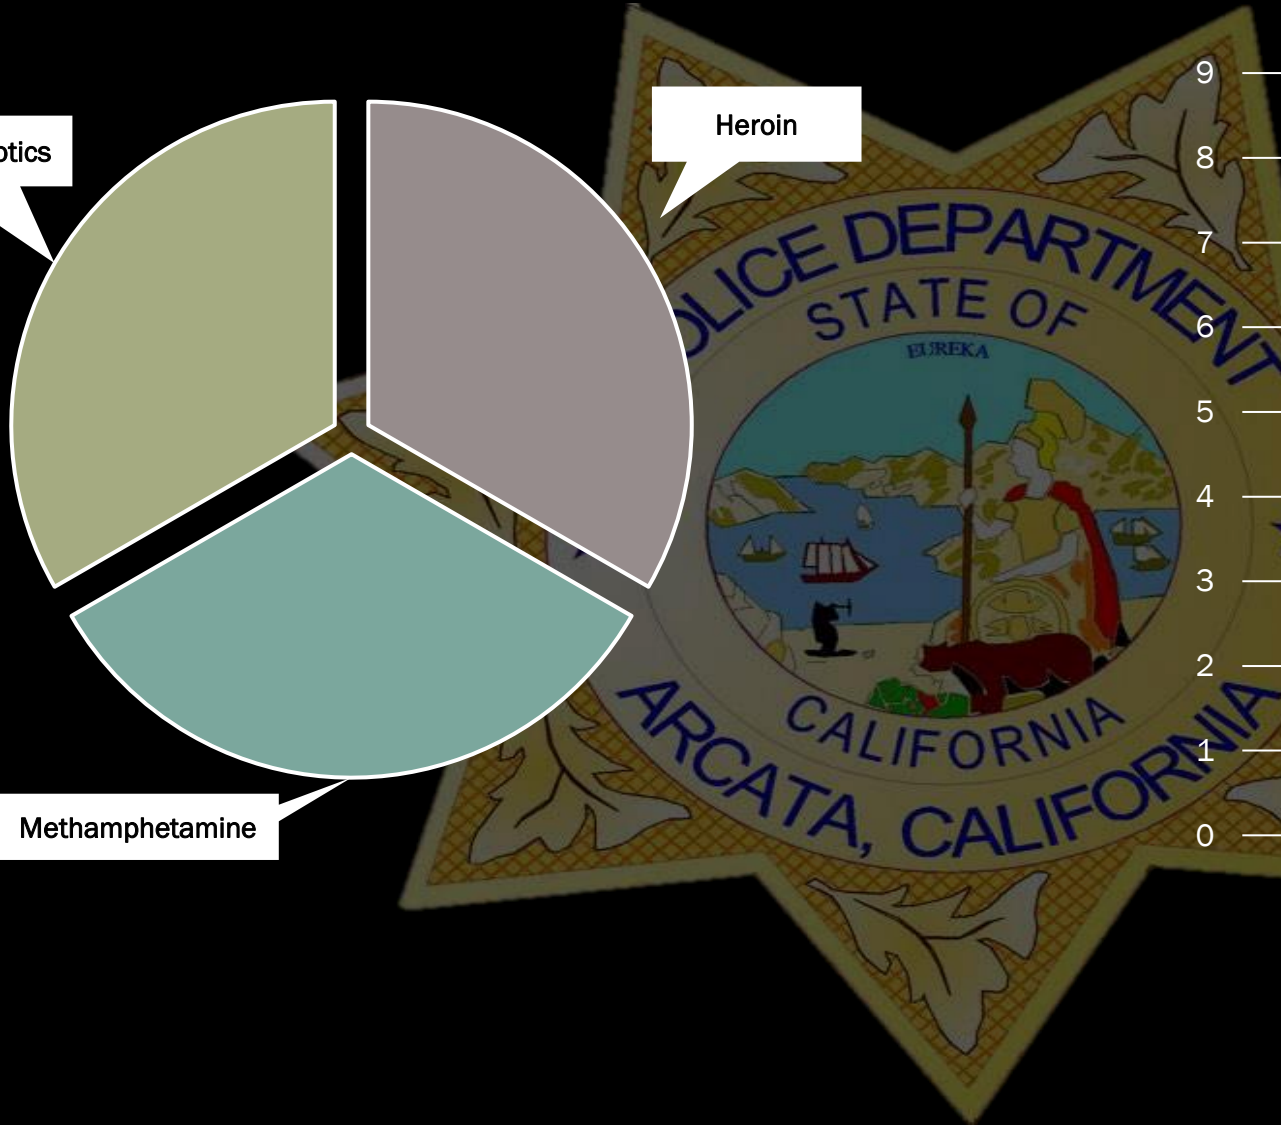 Heroin
Methamphetamine
9
8
7
6
5
4
3
2
1
0
POLICE DEPARTMENT
STATE OF
EUREKA
CALIFORNIA
ARCATA, CALIFORNIA